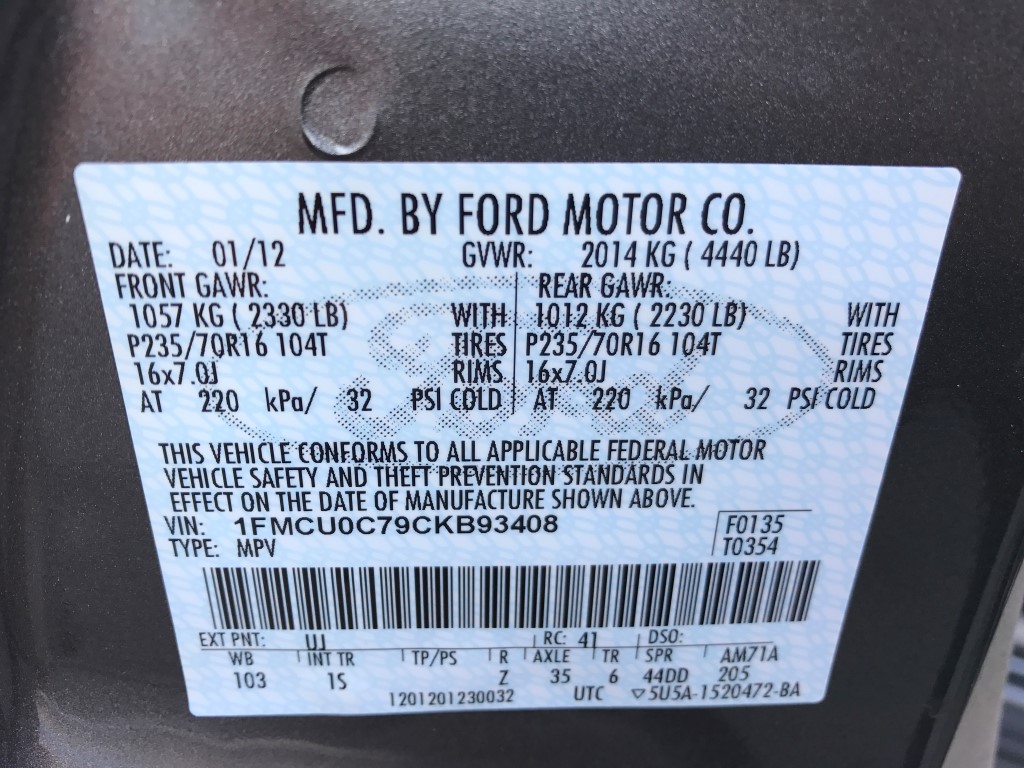 MFD. BY FORD MOTOR CO.
DATE: 01/12 GVWR: 2014 KG ( 4440 LB)
FRONT GAWR: REAR GAWR:
1057 KG ( 2330 LB) WITH 1012 KG ( 2230 LB) WITH
P235/70R16 104T TIRES P235/70R16 104T TIRES
16x7.0J RIMS 16x7.0J RIMS
AT 220 kPa/ 32 PSI COLD AT 220 kPa/ 32 PSI COLD
THIS VEHICLE CONFORMS TO ALL APPLICABLE FEDERAL MOTOR
VEHICLE SAFETY AND THEFT PREVENTION STANDARDS IN
EFFECT ON THE DATE OF MANUFACTURE SHOWN ABOVE.
VIN: 1FMCU0C79CKB93408 F0135
TYPE: MPV T0354
EXT PNT: UJ RC: 41 DSO:
WB INT TR TP/PS R AXLE TR SPR AM71A
103 1S Z 35 6 44DD 205
1201201230032 UTC ▽5U5A-1520472-BA